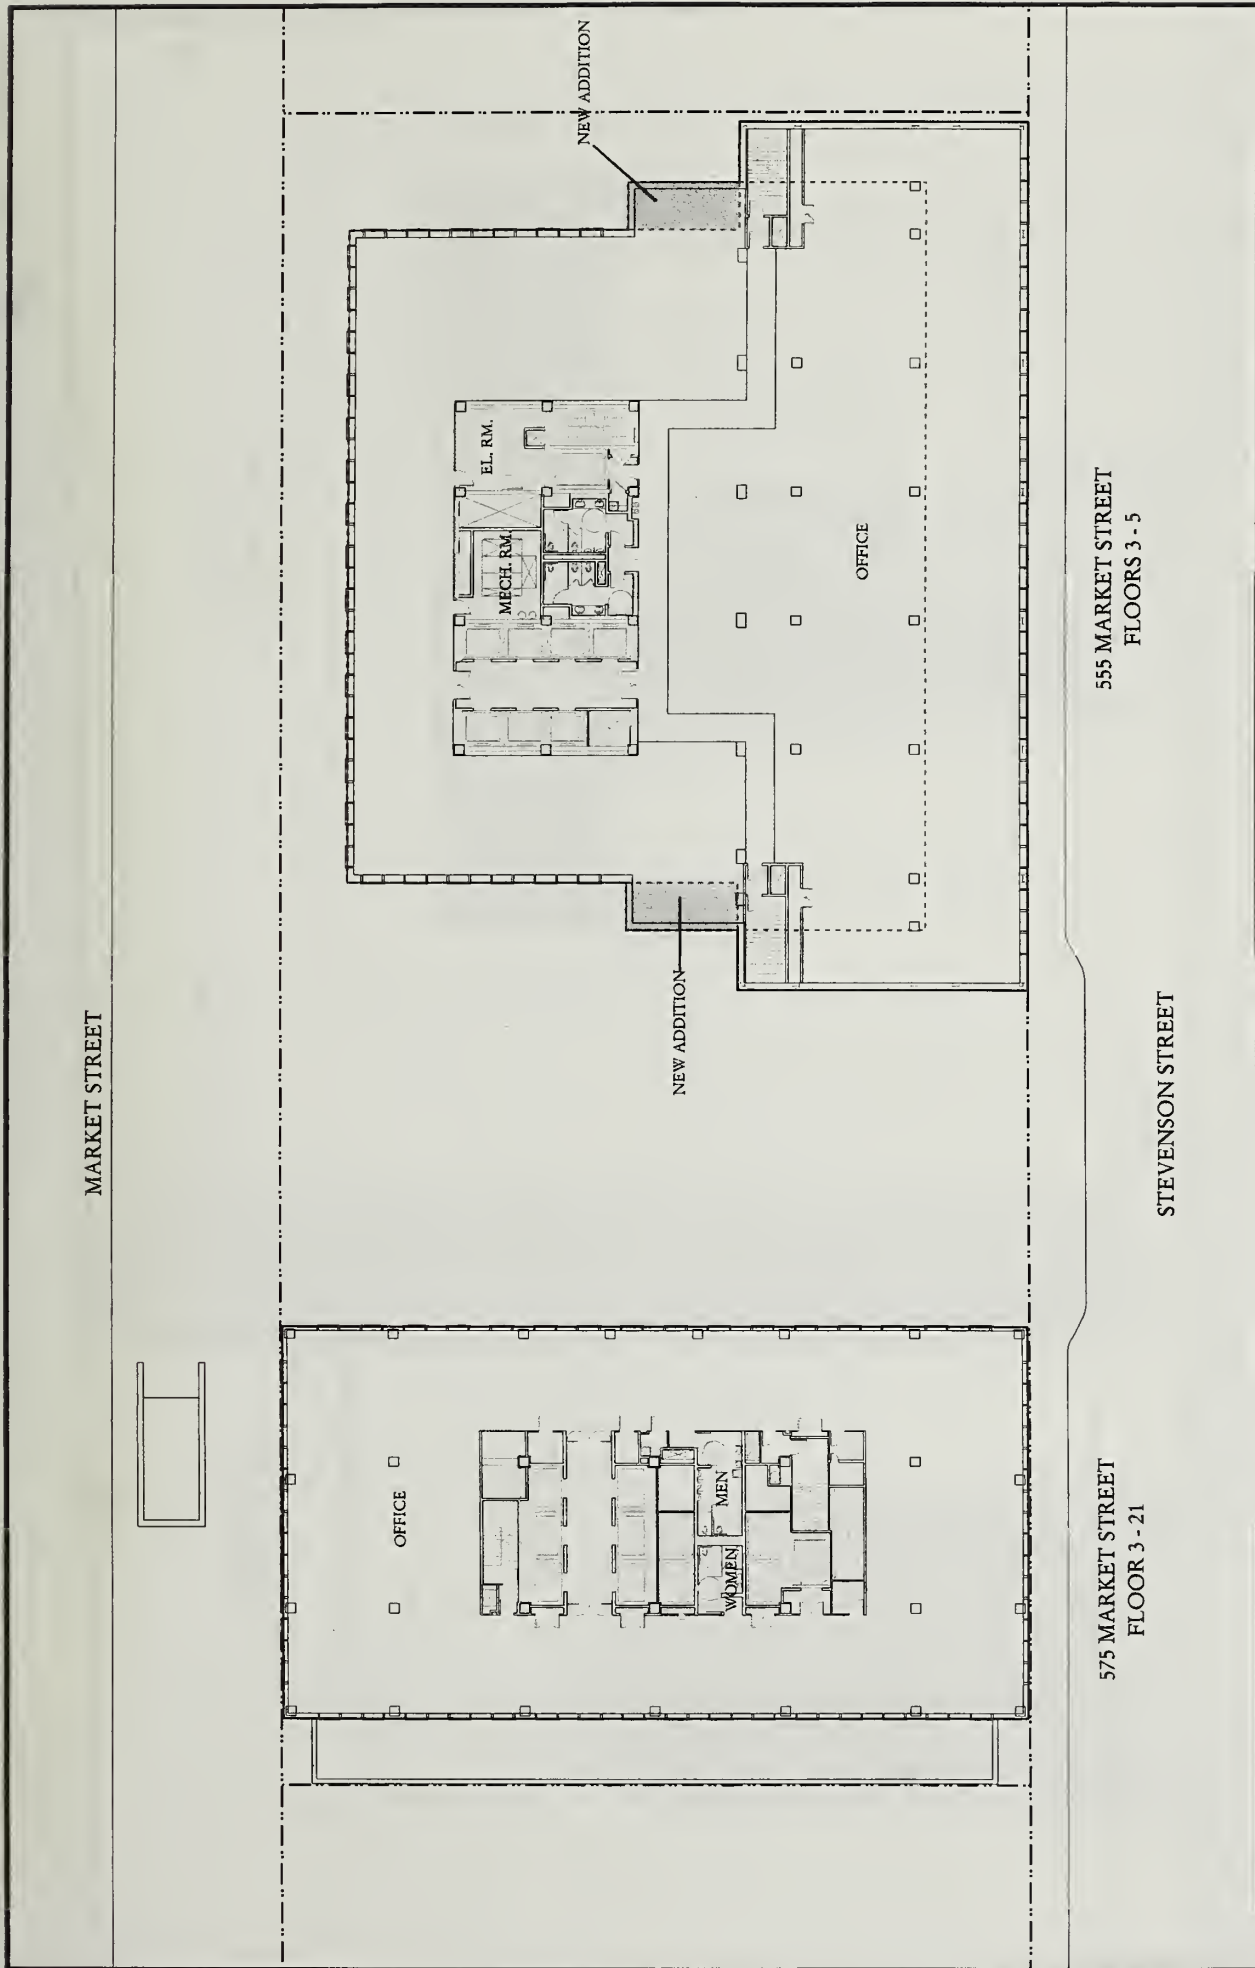 MARKET STREET
NEW ADDITION
OFFICE
MEN
WOMEN
MECH. RM.
EL. RM.
NEW ADDITION
OFFICE
575 MARKET STREET
FLOOR 3 - 21
555 MARKET STREET
FLOORS 3 - 5
STEVENSON STREET